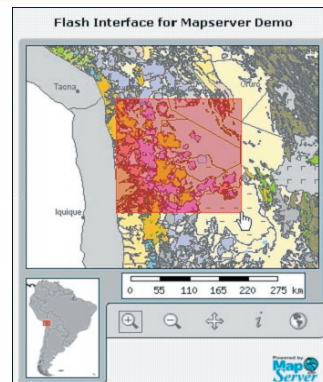 Flash Interface for Mapserver Demo
Tacna
Oruro
Iquique
0 55 110 165 220 275 km
i
Powered by
Map
Server